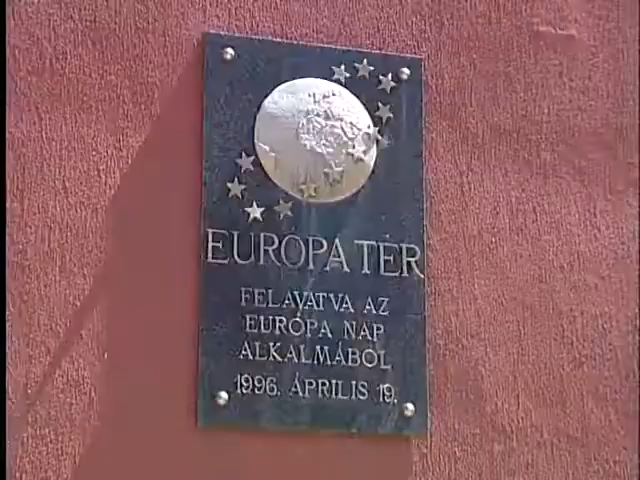 EURÓPA TÉR
FELAVATVA AZ
EURÓPA NAP
ALKALMÁBÓL
1996. ÁPRILIS 19.